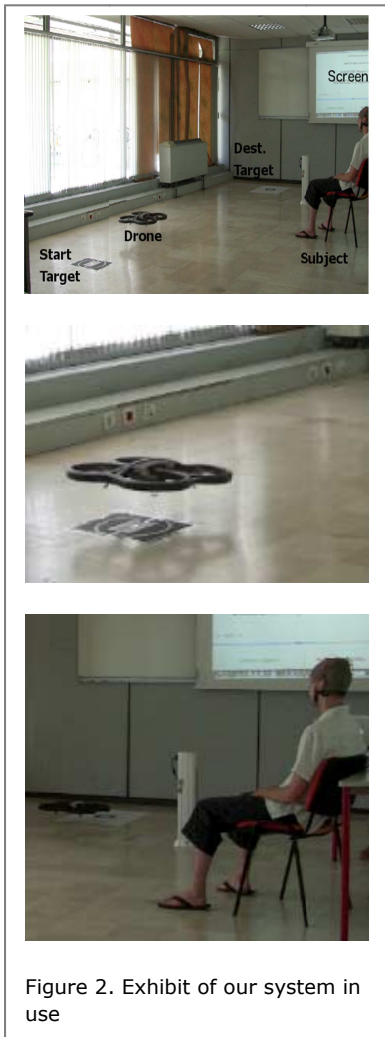 Screen
Dest.
Target
Drone
Start
Target
Subject
Figure 2. Exhibit of our system in
use